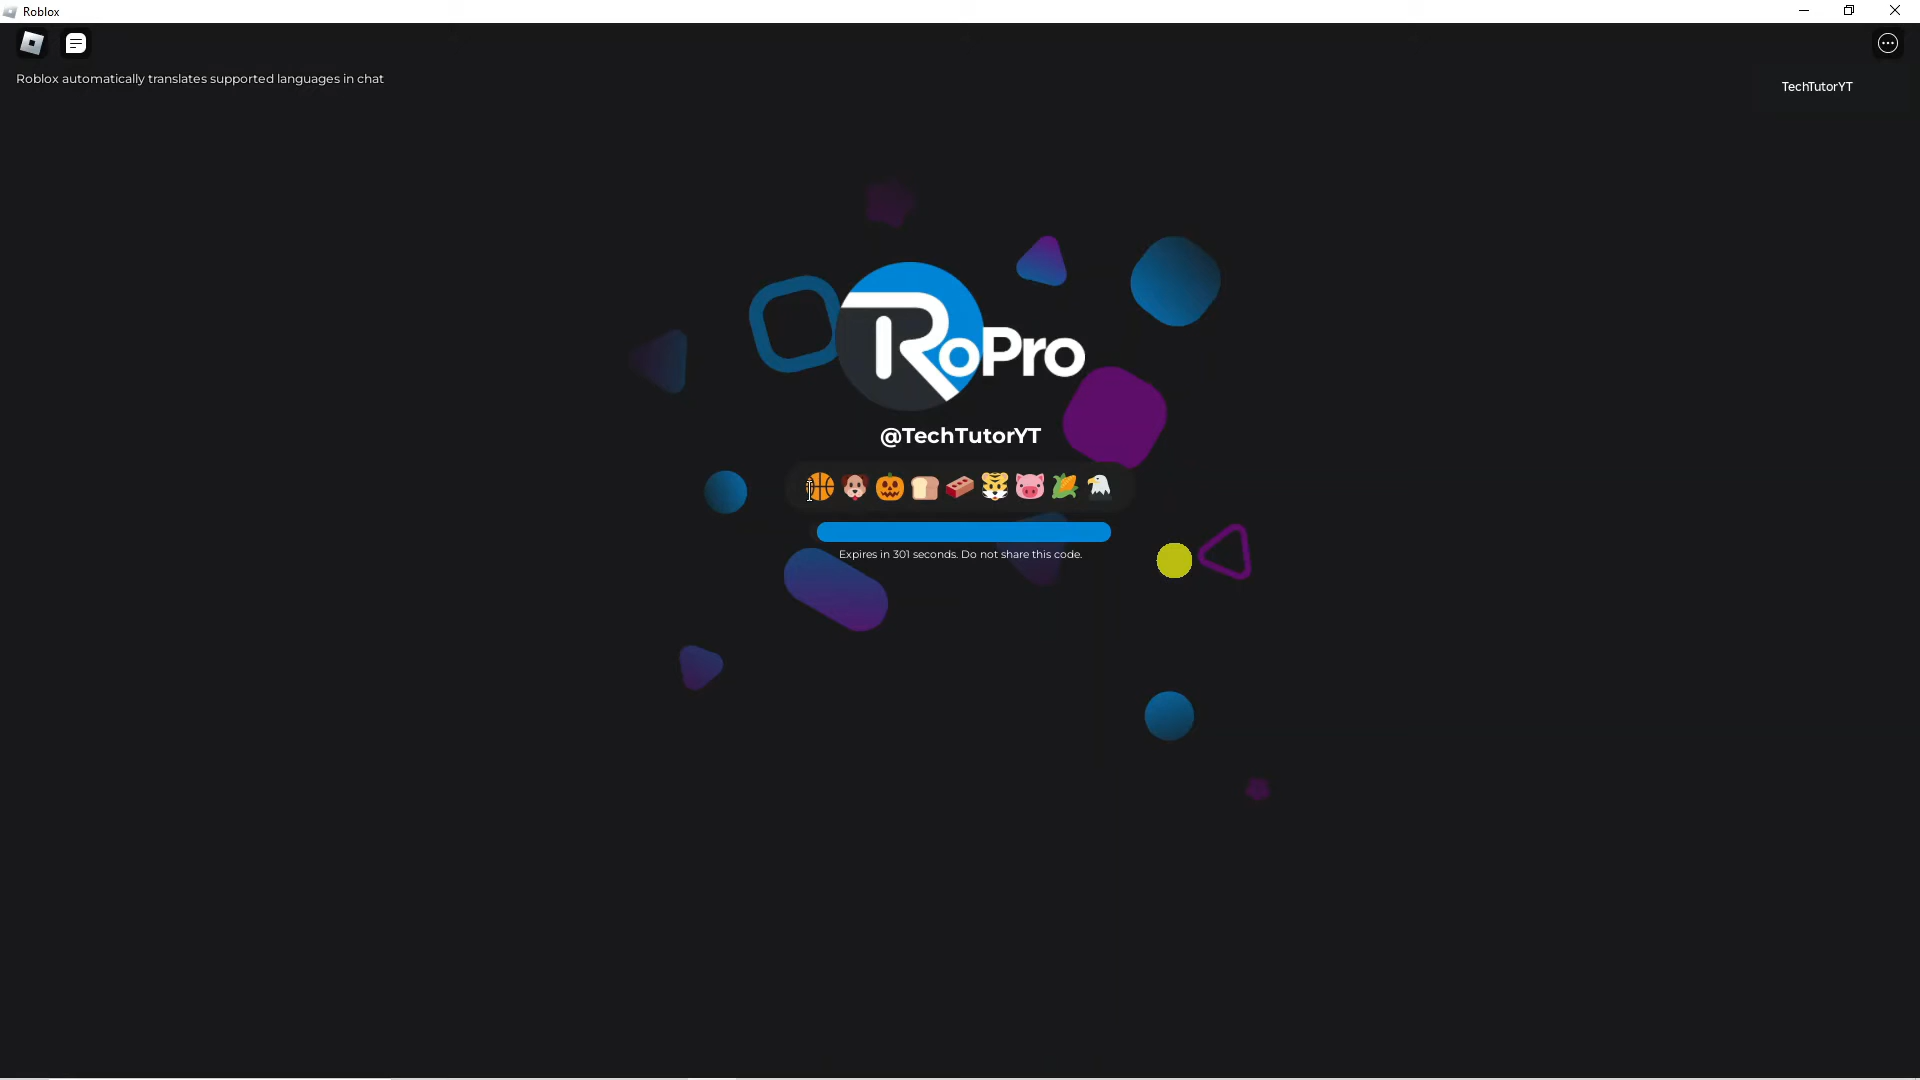 Roblox
Roblox automatically translates supported languages in chat
TechTutorYT
RoPro
@TechTutorYT
Expires in 301 seconds. Do not share this code.